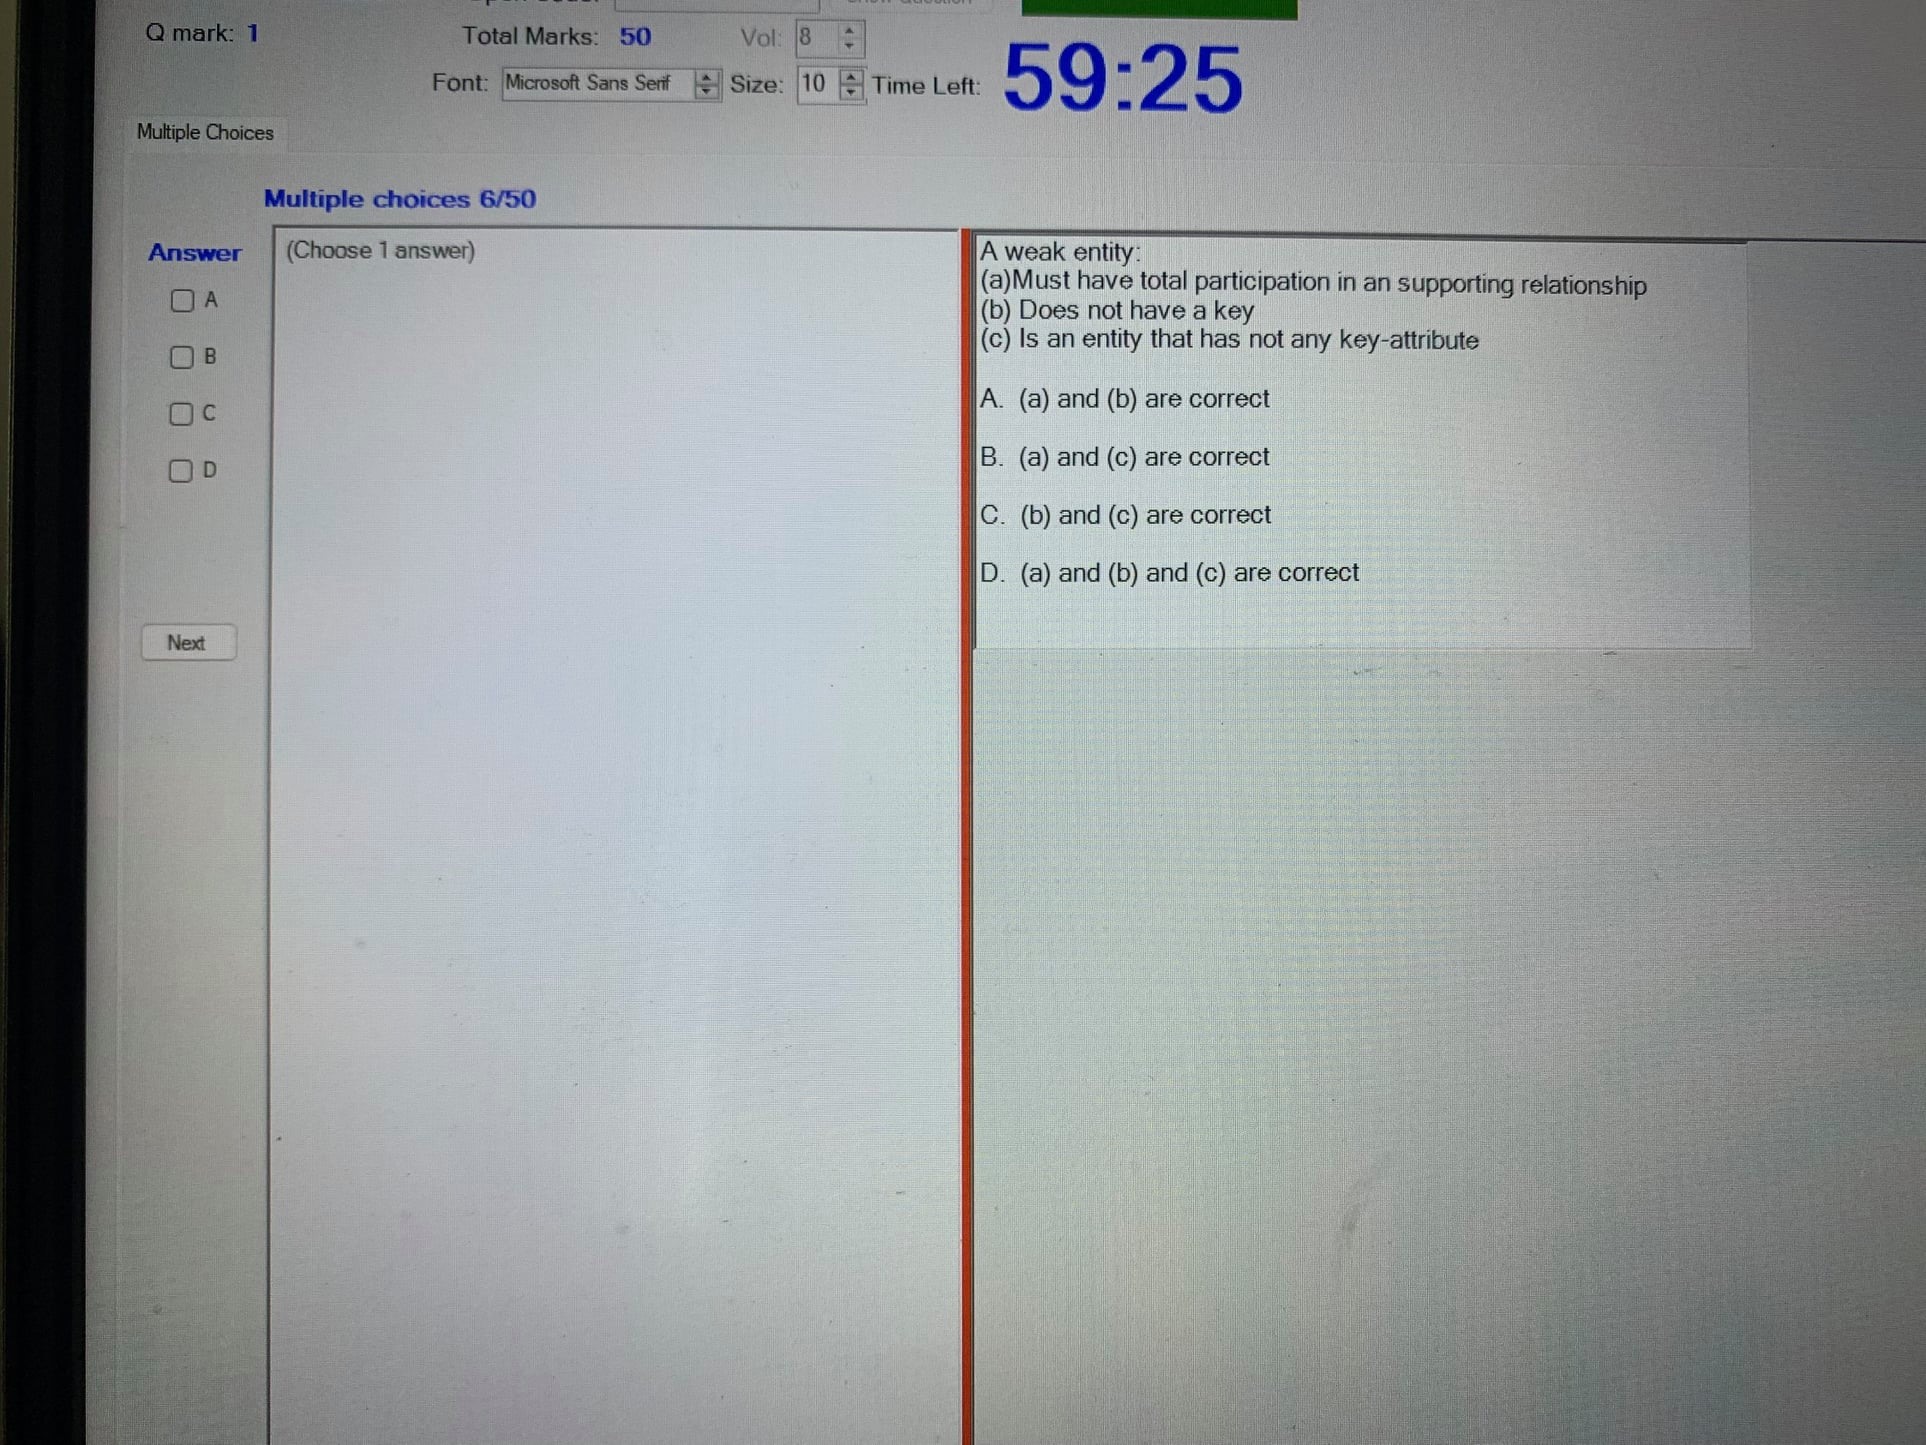 Q mark: 1
Total Marks: 50
Vol: 8
Font: Microsoft Sans Serif
Size: 10
Time Left: 59:25
Multiple Choices
Multiple choices 6/50
Answer
A
B
C
D
Next
(Choose 1 answer)
A weak entity:
(a)Must have total participation in an supporting relationship
(b) Does not have a key
(c) Is an entity that has not any key-attribute
A. (a) and (b) are correct
B. (a) and (c) are correct
C. (b) and (c) are correct
D. (a) and (b) and (c) are correct